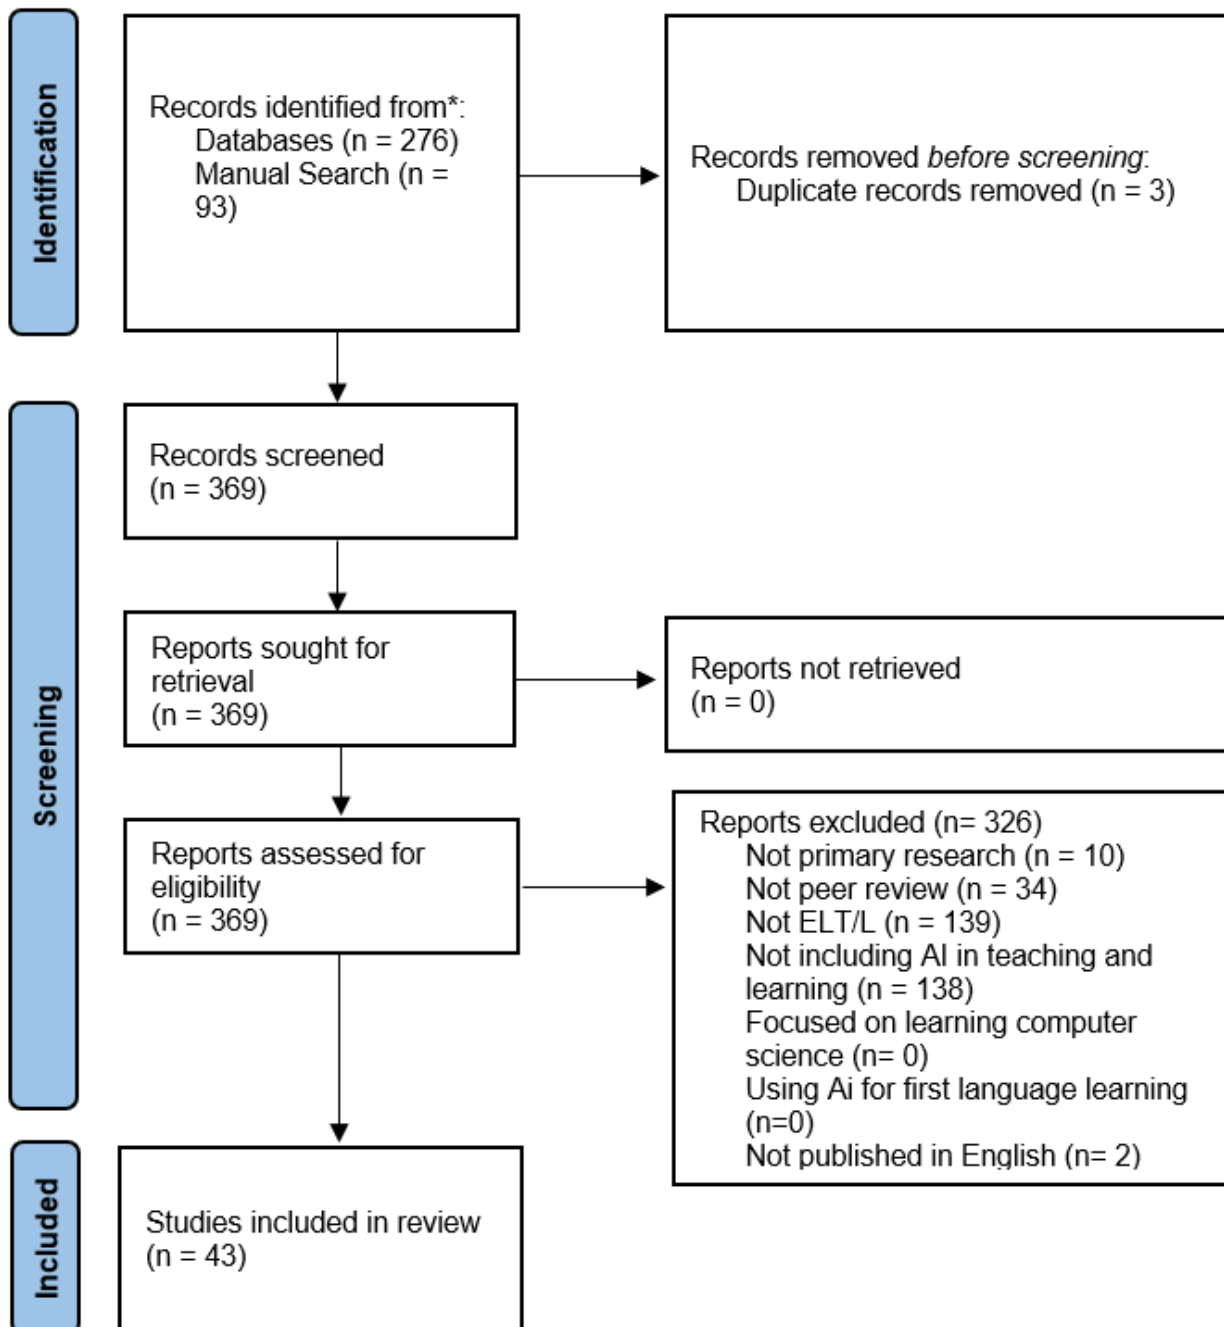 Identification
Records identified from*:
Databases (n = 276)
Manual Search (n =
93)
Records removed before screening:
Duplicate records removed (n = 3)
Screening
Records screened
(n = 369)
Reports sought for
retrieval
(n = 369)
Reports not retrieved
(n = 0)
Reports assessed for
eligibility
(n = 369)
Reports excluded (n= 326)
Not primary research (n = 10)
Not peer review (n = 34)
Not ELT/L (n = 139)
Not including AI in teaching and
learning (n = 138)
Focused on learning computer
science (n= 0)
Using Ai for first language learning
(n=0)
Not published in English (n= 2)
Included
Studies included in review
(n = 43)